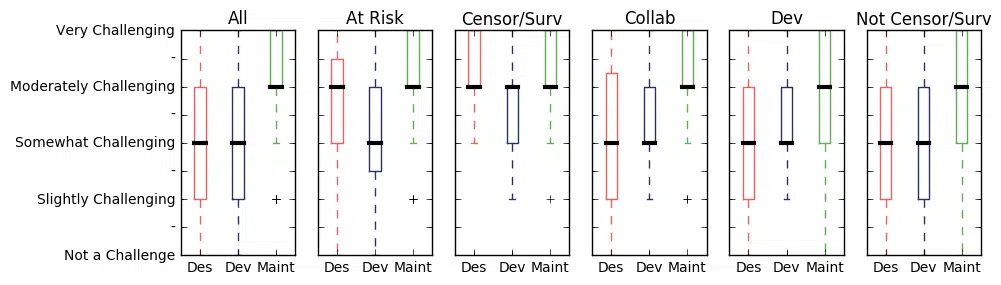 All At Risk Censor/Surv Collab Dev Not Censor/Surv
Very Challenging
-
Moderately Challenging
-
Somewhat Challenging
-
Slightly Challenging
-
Not a Challenge
Des Dev Maint Des Dev Maint Des Dev Maint Des Dev Maint Des Dev Maint Des Dev Maint